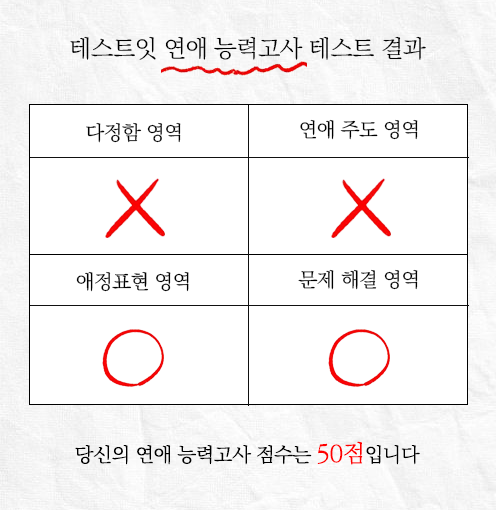 테스트잇 연애 능력고사 테스트 결과
다정함 영역
연애 주도 영역
애정표현 영역
문제 해결 영역
당신의 연애 능력고사 점수는 50점입니다